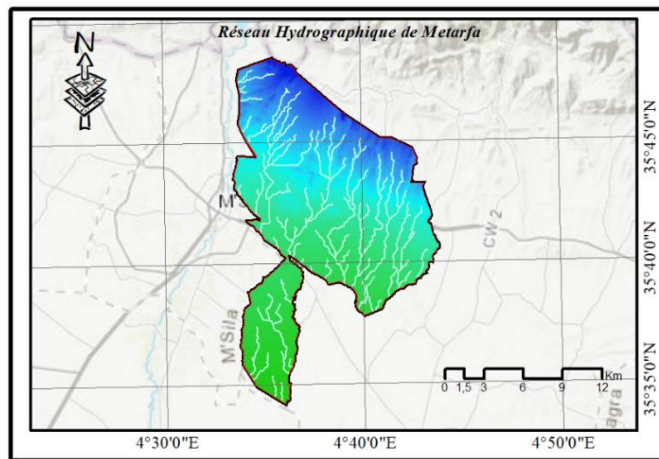 Réseau Hydrographique de Metarfa
N
35°45'0"N
M'S
CW 2
35°40'0"N
M'Sila
35°35'0"N
Km
0 1,5 3 6 9 12
agra
4°30'0"E 4°40'0"E 4°50'0"E